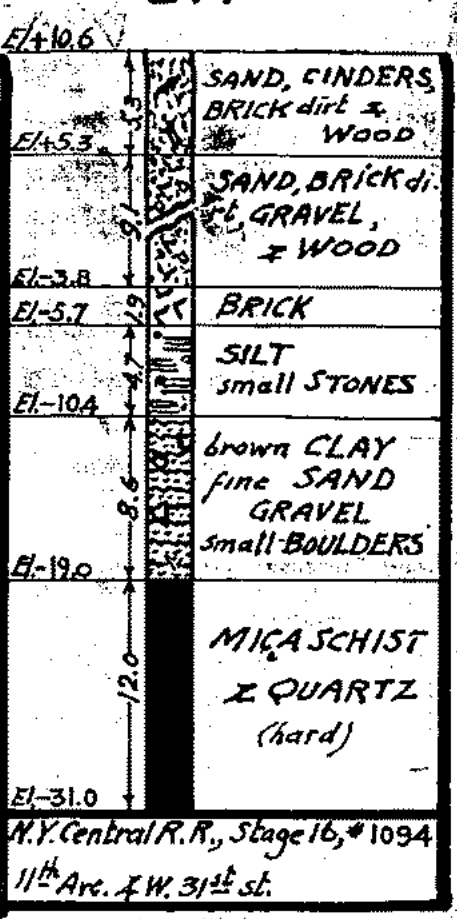 El.+10.6
5.3
SAND, CINDERS,
BRICK dirt &
WOOD
El.+5.3
9.1
SAND, BRICK di-
rt, GRAVEL,
& WOOD
El.-3.8
1.9
BRICK
El.-5.7
4.7
SILT
small STONES
El.-10.4
8.6
brown CLAY
fine SAND
GRAVEL
small BOULDERS
El.-19.0
12.0
MICA SCHIST
& QUARTZ
(hard)
El.-31.0
N.Y. Central R.R., Stage 16, #1094
11th Ave. & W. 31st st.